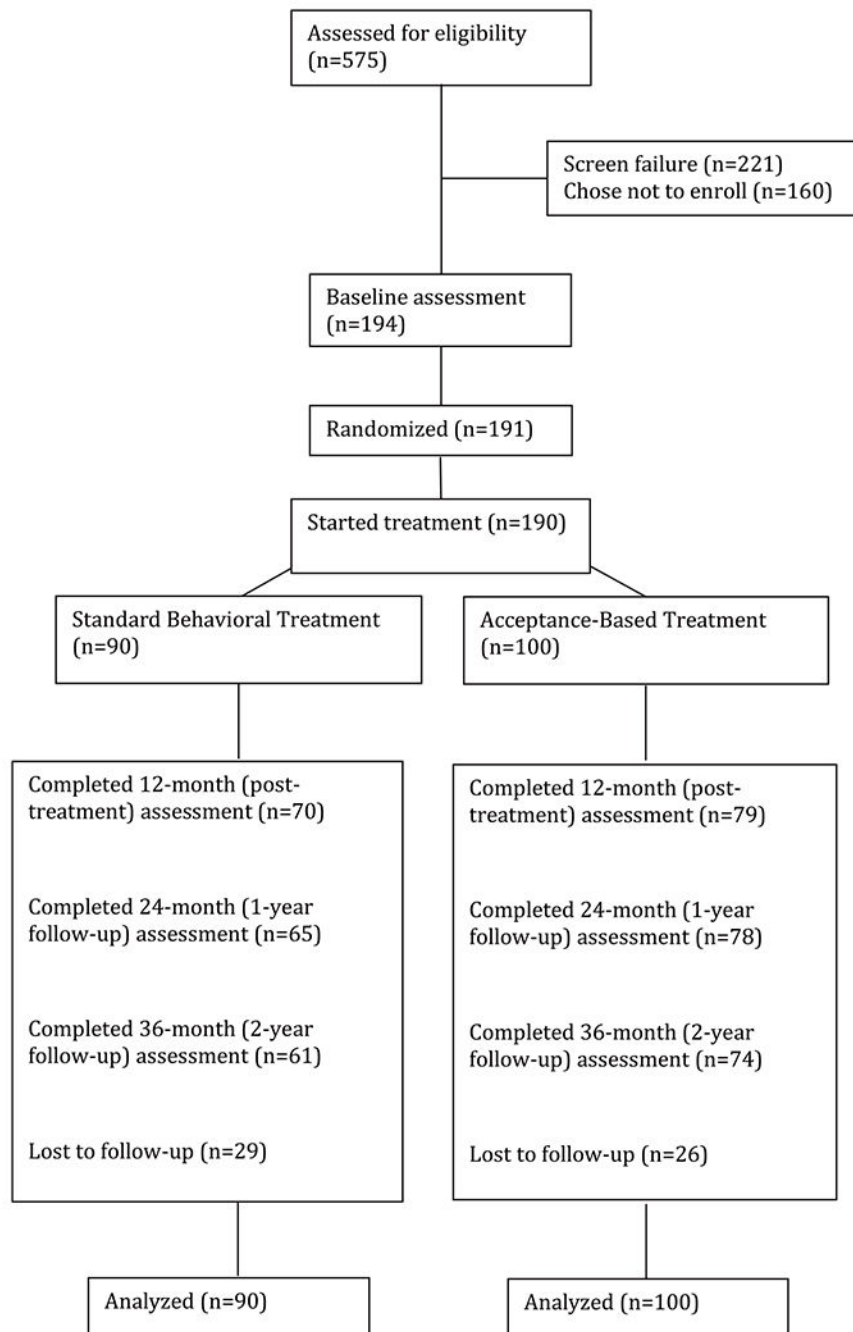 Assessed for eligibility
(n=575)
Screen failure (n=221)
Chose not to enroll (n=160)
Baseline assessment
(n=194)
Randomized (n=191)
Started treatment (n=190)
Standard Behavioral Treatment
(n=90)
Acceptance-Based Treatment
(n=100)
Completed 12-month (post-
treatment) assessment (n=70)
Completed 24-month (1-year
follow-up) assessment (n=65)
Completed 36-month (2-year
follow-up) assessment (n=61)
Lost to follow-up (n=29)
Completed 12-month (post-
treatment) assessment (n=79)
Completed 24-month (1-year
follow-up) assessment (n=78)
Completed 36-month (2-year
follow-up) assessment (n=74)
Lost to follow-up (n=26)
Analyzed (n=90)
Analyzed (n=100)